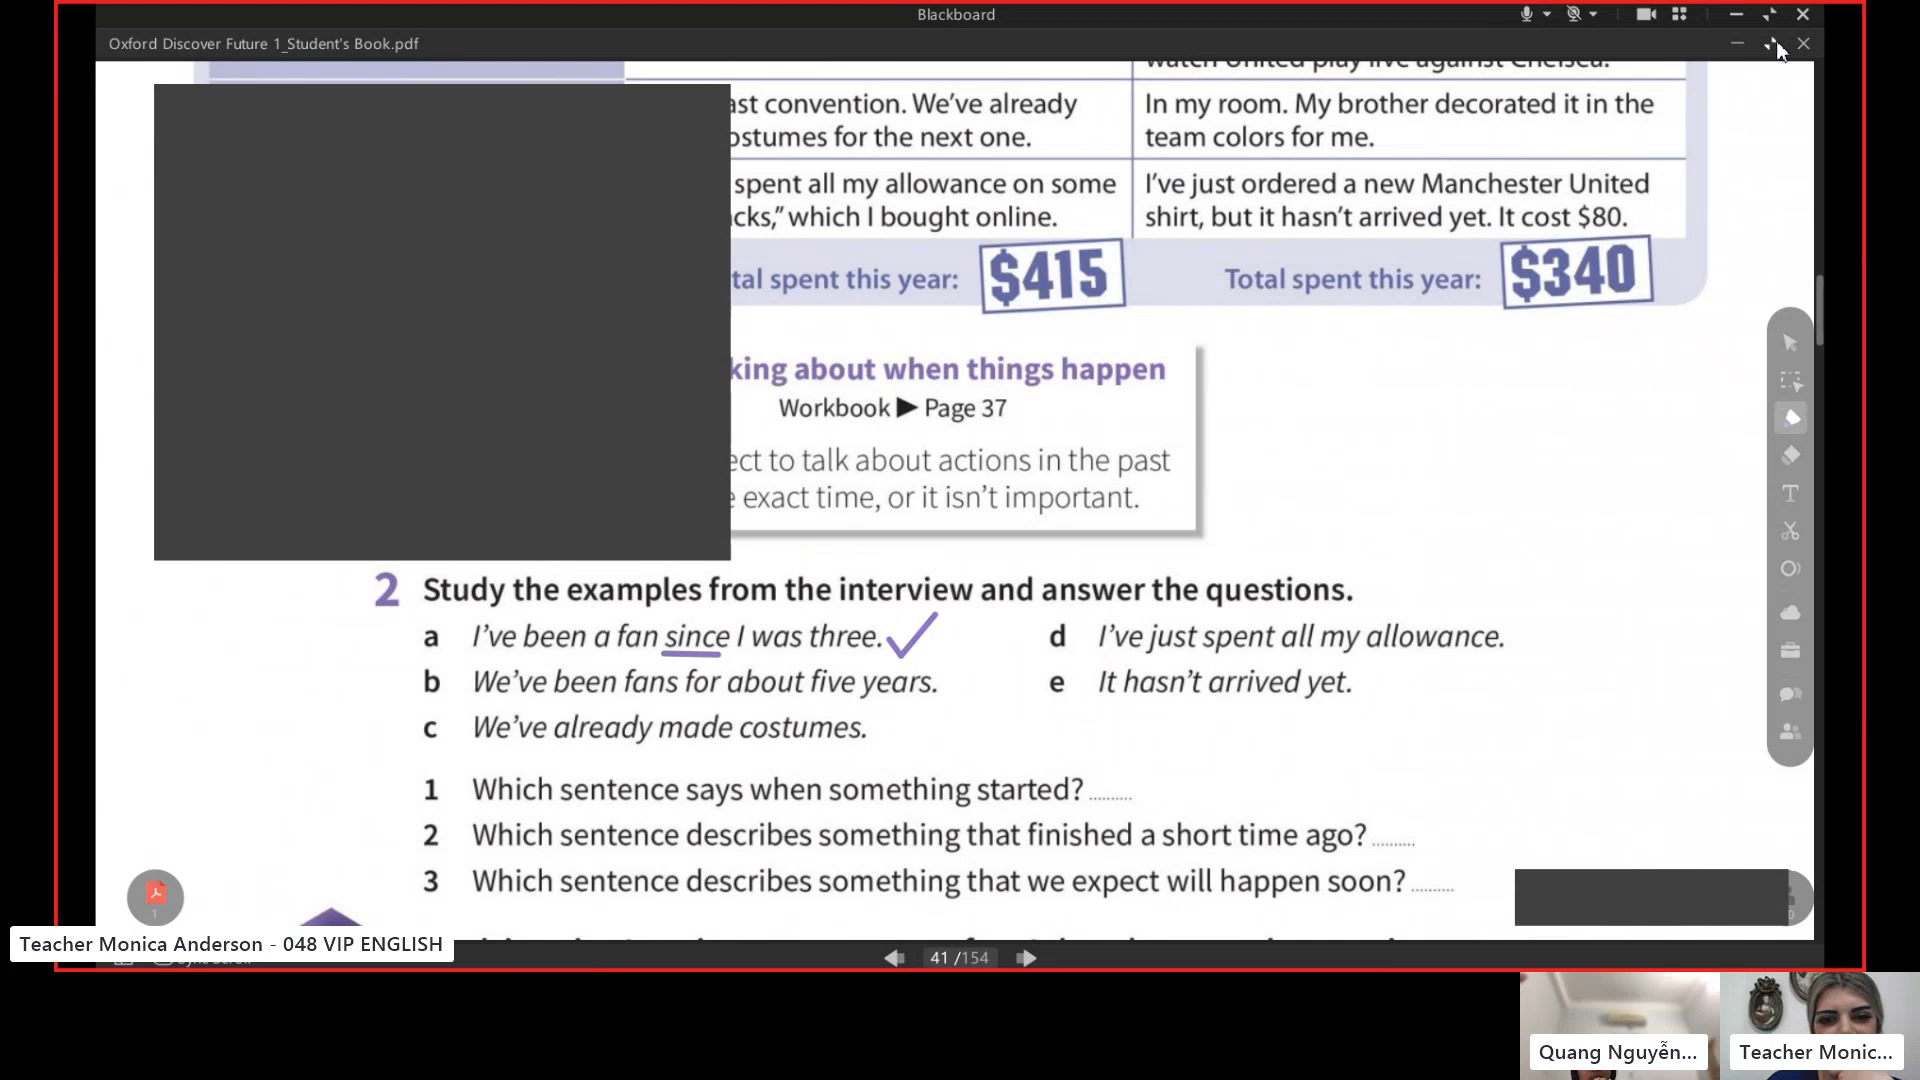 Blackboard
Oxford Discover Future 1_Student's Book.pdf
watch United play live against Chelsea.
ast convention. We've already
ostumes for the next one.
In my room. My brother decorated it in the
team colors for me.
spent all my allowance on some
cks," which I bought online.
I've just ordered a new Manchester United
shirt, but it hasn't arrived yet. It cost $80.
tal spent this year: $415
Total spent this year: $340
king about when things happen
Workbook ▶ Page 37
ect to talk about actions in the past
e exact time, or it isn't important.
2 Study the examples from the interview and answer the questions.
a I've been a fan since I was three.
b We've been fans for about five years.
c We've already made costumes.
d I've just spent all my allowance.
e It hasn't arrived yet.
1 Which sentence says when something started? ..........
2 Which sentence describes something that finished a short time ago? ..........
3 Which sentence describes something that we expect will happen soon? ..........
1
Teacher Monica Anderson - 048 VIP ENGLISH
41 /154
Quang Nguyễn...
Teacher Monic...